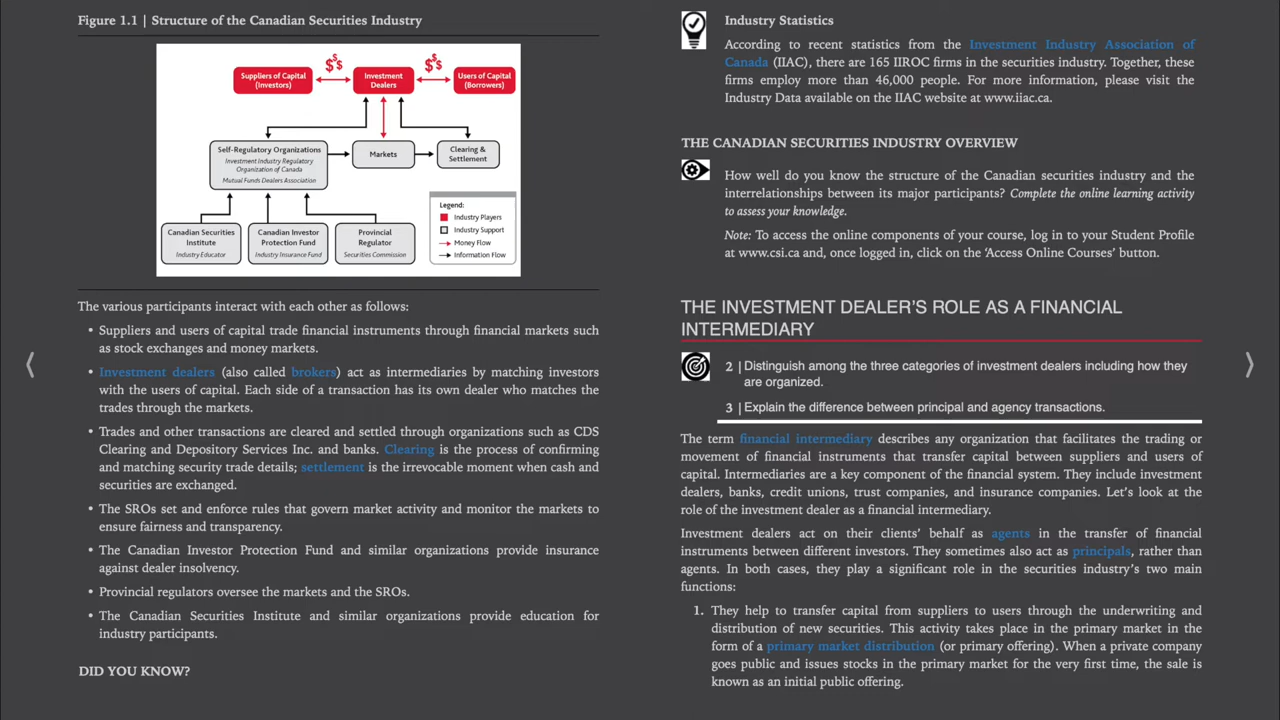 Figure 1.1 | Structure of the Canadian Securities Industry
$$$
$$$
Suppliers of Capital
(Investors)
Investment
Dealers
Users of Capital
(Borrowers)
Self-Regulatory Organizations
Investment Industry Regulatory
Organization of Canada
Mutual Funds Dealers Association
Markets
Clearing &
Settlement
Canadian Securities
Institute
Industry Educator
Canadian Investor
Protection Fund
Industry Insurance Fund
Provincial
Regulator
Securities Commission
Legend:
Industry Players
Industry Support
Money Flow
Information Flow
The various participants interact with each other as follows:
• Suppliers and users of capital trade financial instruments through financial markets such
as stock exchanges and money markets.
• Investment dealers (also called brokers) act as intermediaries by matching investors
with the users of capital. Each side of a transaction has its own dealer who matches the
trades through the markets.
• Trades and other transactions are cleared and settled through organizations such as CDS
Clearing and Depository Services Inc. and banks. Clearing is the process of confirming
and matching security trade details; settlement is the irrevocable moment when cash and
securities are exchanged.
• The SROs set and enforce rules that govern market activity and monitor the markets to
ensure fairness and transparency.
• The Canadian Investor Protection Fund and similar organizations provide insurance
against dealer insolvency.
• Provincial regulators oversee the markets and the SROs.
• The Canadian Securities Institute and similar organizations provide education for
industry participants.
DID YOU KNOW?
Industry Statistics
According to recent statistics from the Investment Industry Association of
Canada (IIAC), there are 165 IIROC firms in the securities industry. Together, these
firms employ more than 46,000 people. For more information, please visit the
Industry Data available on the IIAC website at www.iiac.ca.
THE CANADIAN SECURITIES INDUSTRY OVERVIEW
How well do you know the structure of the Canadian securities industry and the
interrelationships between its major participants? Complete the online learning activity
to assess your knowledge.
Note: To access the online components of your course, log in to your Student Profile
at www.csi.ca and, once logged in, click on the ‘Access Online Courses’ button.
THE INVESTMENT DEALER’S ROLE AS A FINANCIAL
INTERMEDIARY
2 | Distinguish among the three categories of investment dealers including how they
are organized.
3 | Explain the difference between principal and agency transactions.
The term financial intermediary describes any organization that facilitates the trading or
movement of financial instruments that transfer capital between suppliers and users of
capital. Intermediaries are a key component of the financial system. They include investment
dealers, banks, credit unions, trust companies, and insurance companies. Let’s look at the
role of the investment dealer as a financial intermediary.
Investment dealers act on their clients’ behalf as agents in the transfer of financial
instruments between different investors. They sometimes also act as principals, rather than
agents. In both cases, they play a significant role in the securities industry’s two main
functions:
1. They help to transfer capital from suppliers to users through the underwriting and
distribution of new securities. This activity takes place in the primary market in the
form of a primary market distribution (or primary offering). When a private company
goes public and issues stocks in the primary market for the very first time, the sale is
known as an initial public offering.